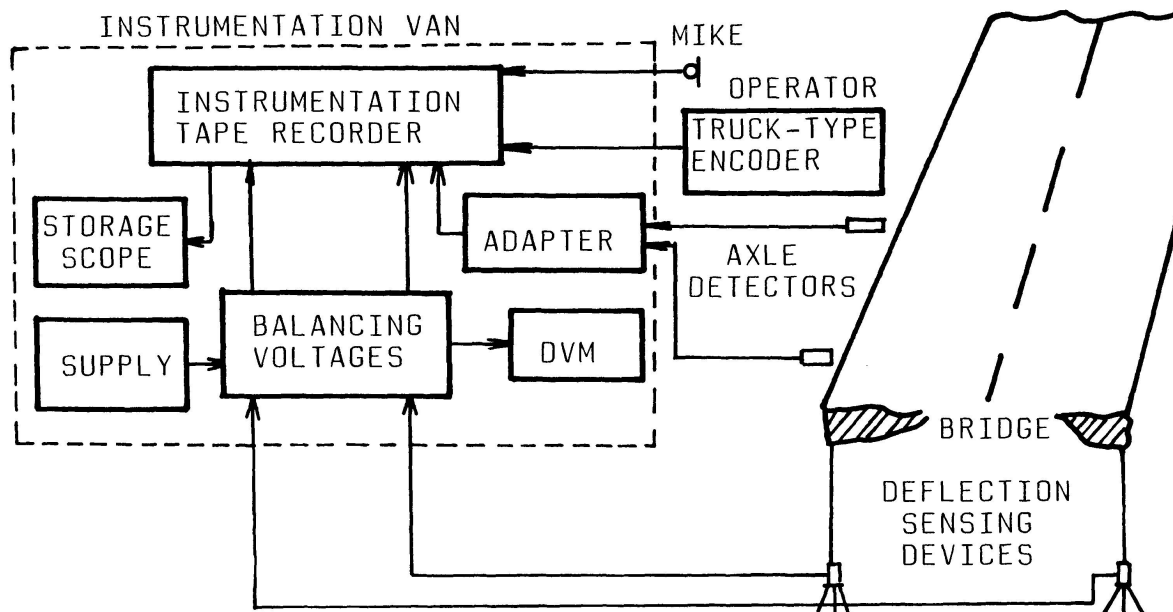 INSTRUMENTATION VAN
MIKE
INSTRUMENTATION
TAPE RECORDER
OPERATOR
TRUCK-TYPE
ENCODER
STORAGE
SCOPE
ADAPTER
AXLE
DETECTORS
SUPPLY
BALANCING
VOLTAGES
DVM
BRIDGE
DEFLECTION
SENSING
DEVICES